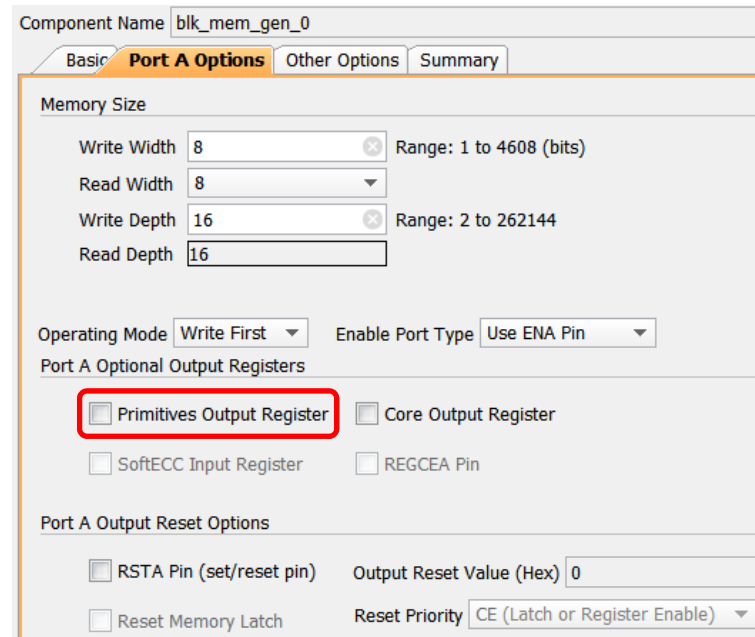 Component Name blk_mem_gen_0
Basic Port A Options Other Options Summary
Memory Size
Write Width 8 Range: 1 to 4608 (bits)
Read Width 8
Write Depth 16 Range: 2 to 262144
Read Depth 16
Operating Mode Write First Enable Port Type Use ENA Pin
Port A Optional Output Registers
Primitives Output Register Core Output Register
SoftECC Input Register REGCEA Pin
Port A Output Reset Options
RSTA Pin (set/reset pin) Output Reset Value (Hex) 0
Reset Memory Latch Reset Priority CE (Latch or Register Enable)